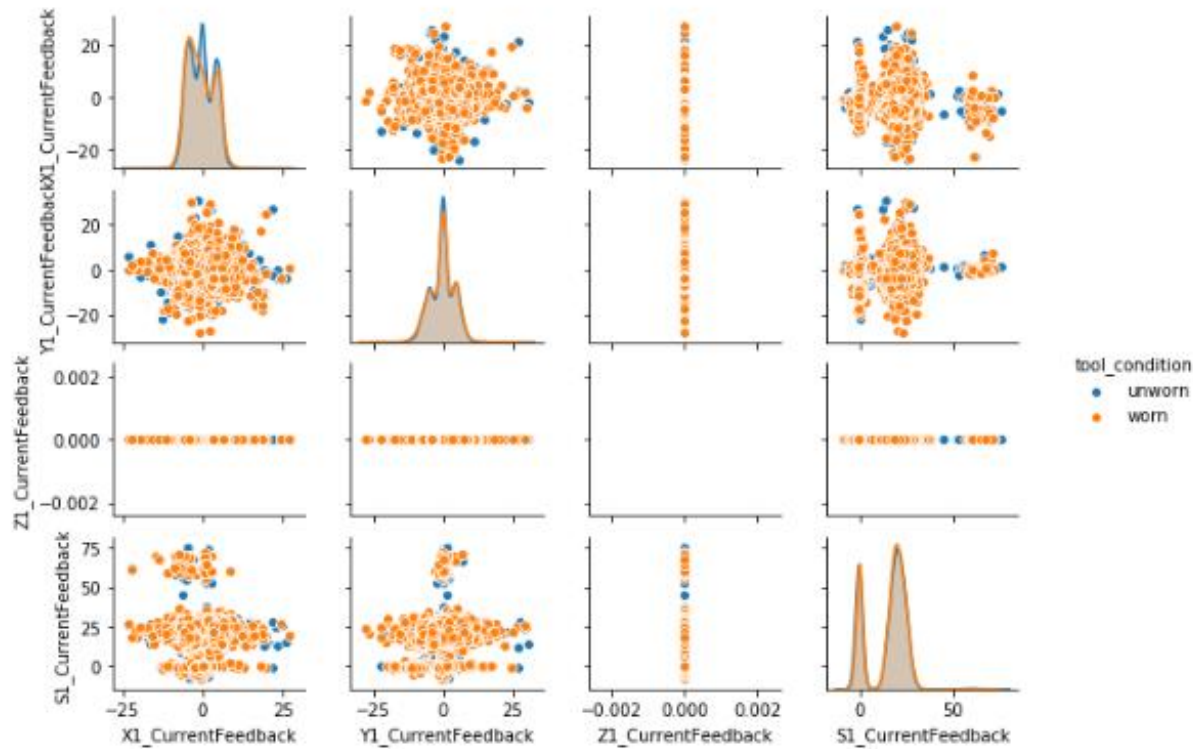 X1_CurrentFeedback
20
0
−20
Y1_CurrentFeedback
20
0
−20
Z1_CurrentFeedback
0.002
0.000
−0.002
S1_CurrentFeedback
75
50
25
0
−25
0
25
X1_CurrentFeedback
−25
0
25
Y1_CurrentFeedback
−0.002
0.000
0.002
Z1_CurrentFeedback
0
50
S1_CurrentFeedback
tool_condition
unworn
worn